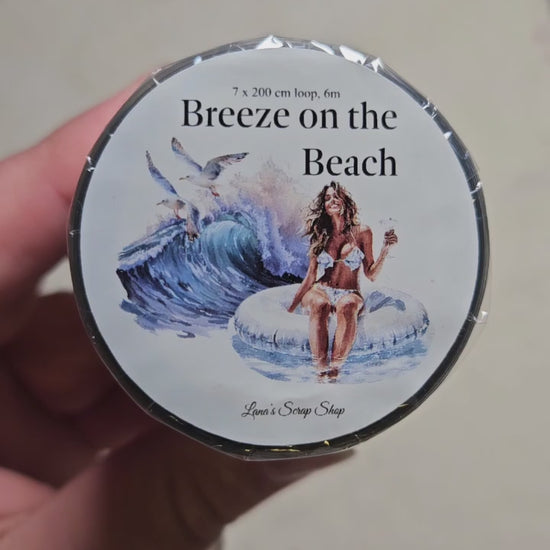 7 x 200 cm loop, 6m
Breeze on the
Beach
Lana's Scrap Shop